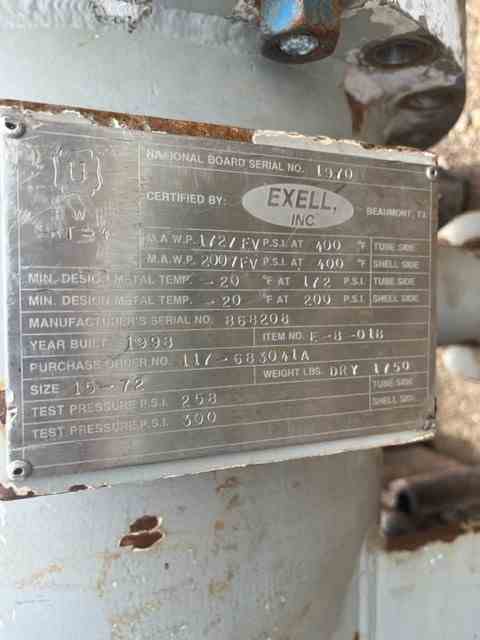 U
W
RT34
NATIONAL BOARD SERIAL NO. 1970
CERTIFIED BY: EXELL, INC. BEAUMONT, TX
M.A.W.P. 172/FV P.S.I. AT 400 °F TUBE SIDE
M.A.W.P. 200/FV P.S.I. AT 400 °F SHELL SIDE
MIN. DESIGN METAL TEMP. -20 °F AT 172 P.S.I. TUBE SIDE
MIN. DESIGN METAL TEMP. -20 °F AT 200 P.S.I. SHELL SIDE
MANUFACTURER'S SERIAL NO. 868208
YEAR BUILT 1998 ITEM NO. E-8-018
PURCHASE ORDER NO. 117-683041A
SIZE 15-72 WEIGHT LBS. DRY 1750
TEST PRESSURE P.S.I. 258 TUBE SIDE
TEST PRESSURE P.S.I. 300 SHELL SIDE